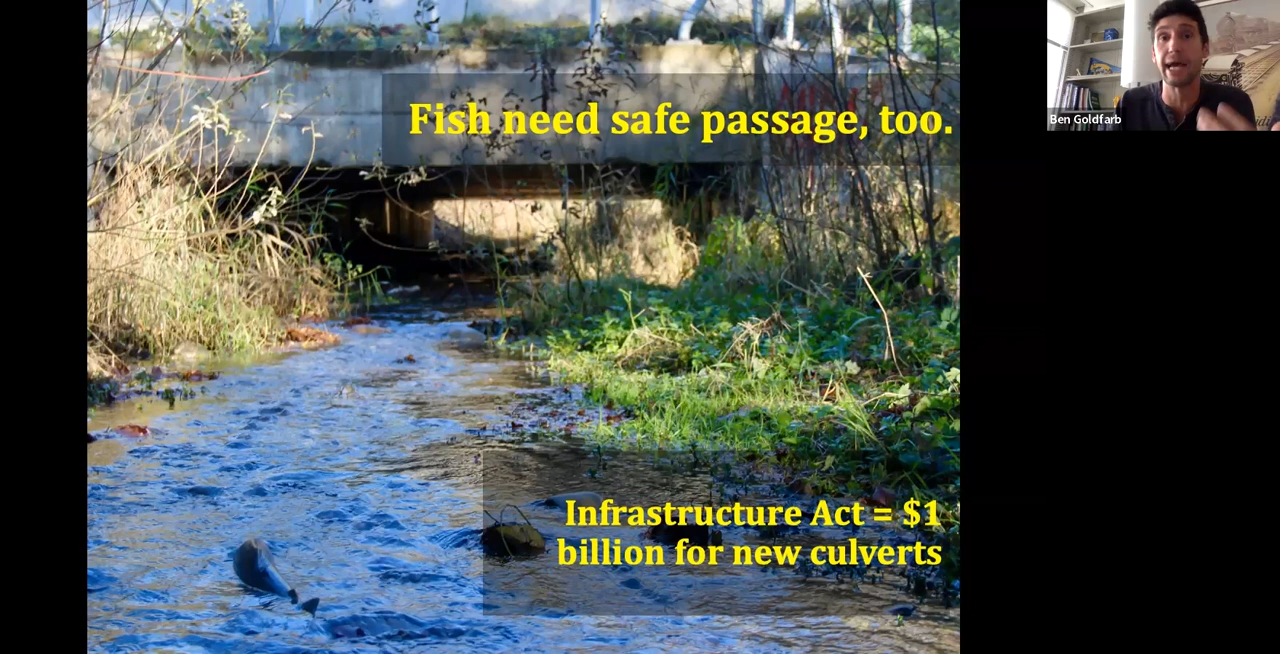 Fish need safe passage, too.
Ben Goldfarb
Infrastructure Act = $1
billion for new culverts